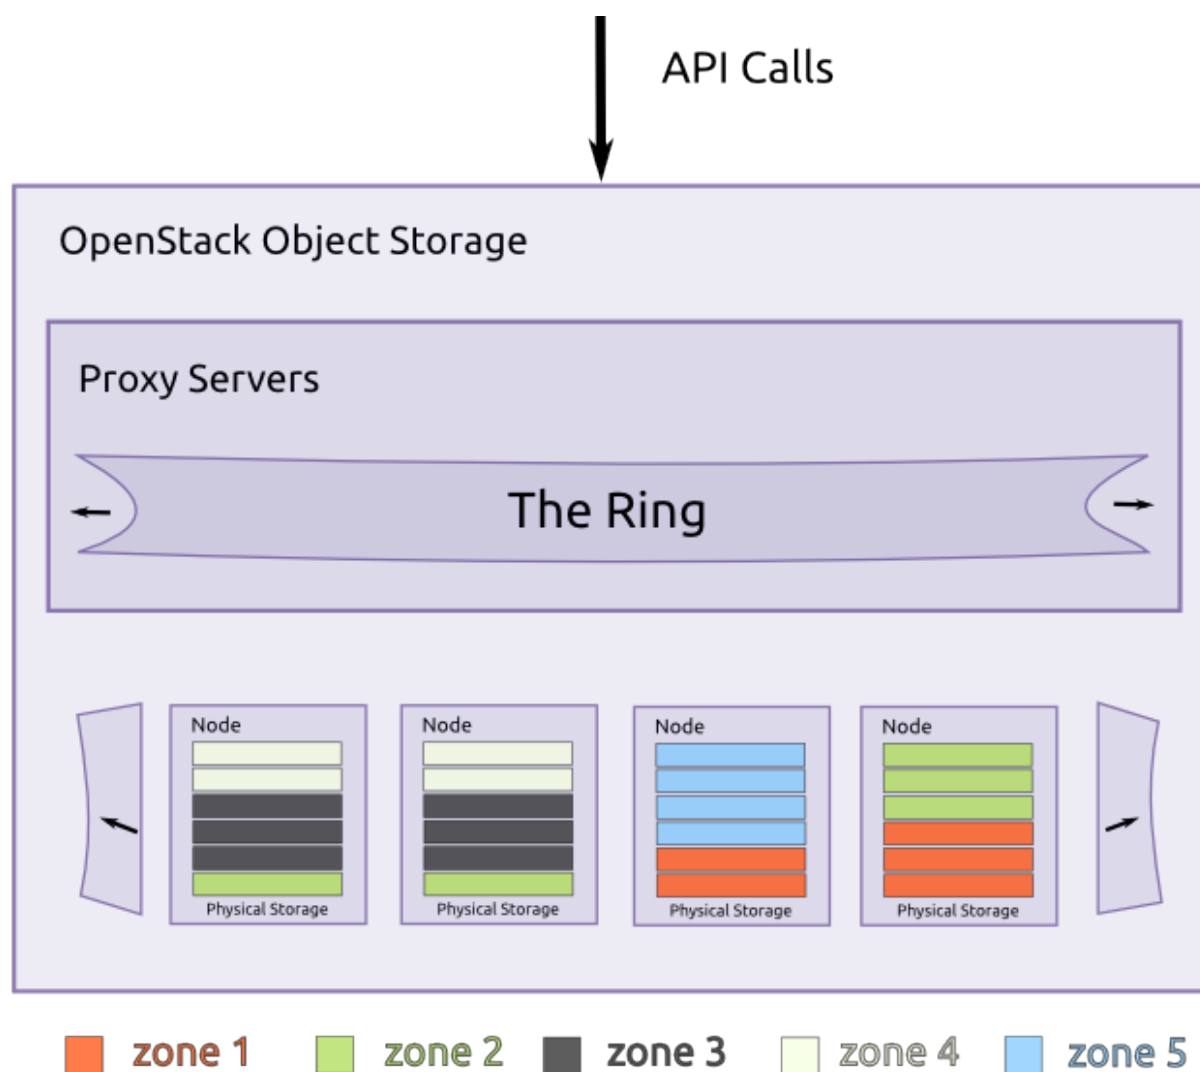 API Calls
OpenStack Object Storage
Proxy Servers
The Ring
Node
Node
Node
Node
Physical Storage
Physical Storage
Physical Storage
Physical Storage
zone 1
zone 2
zone 3
zone 4
zone 5